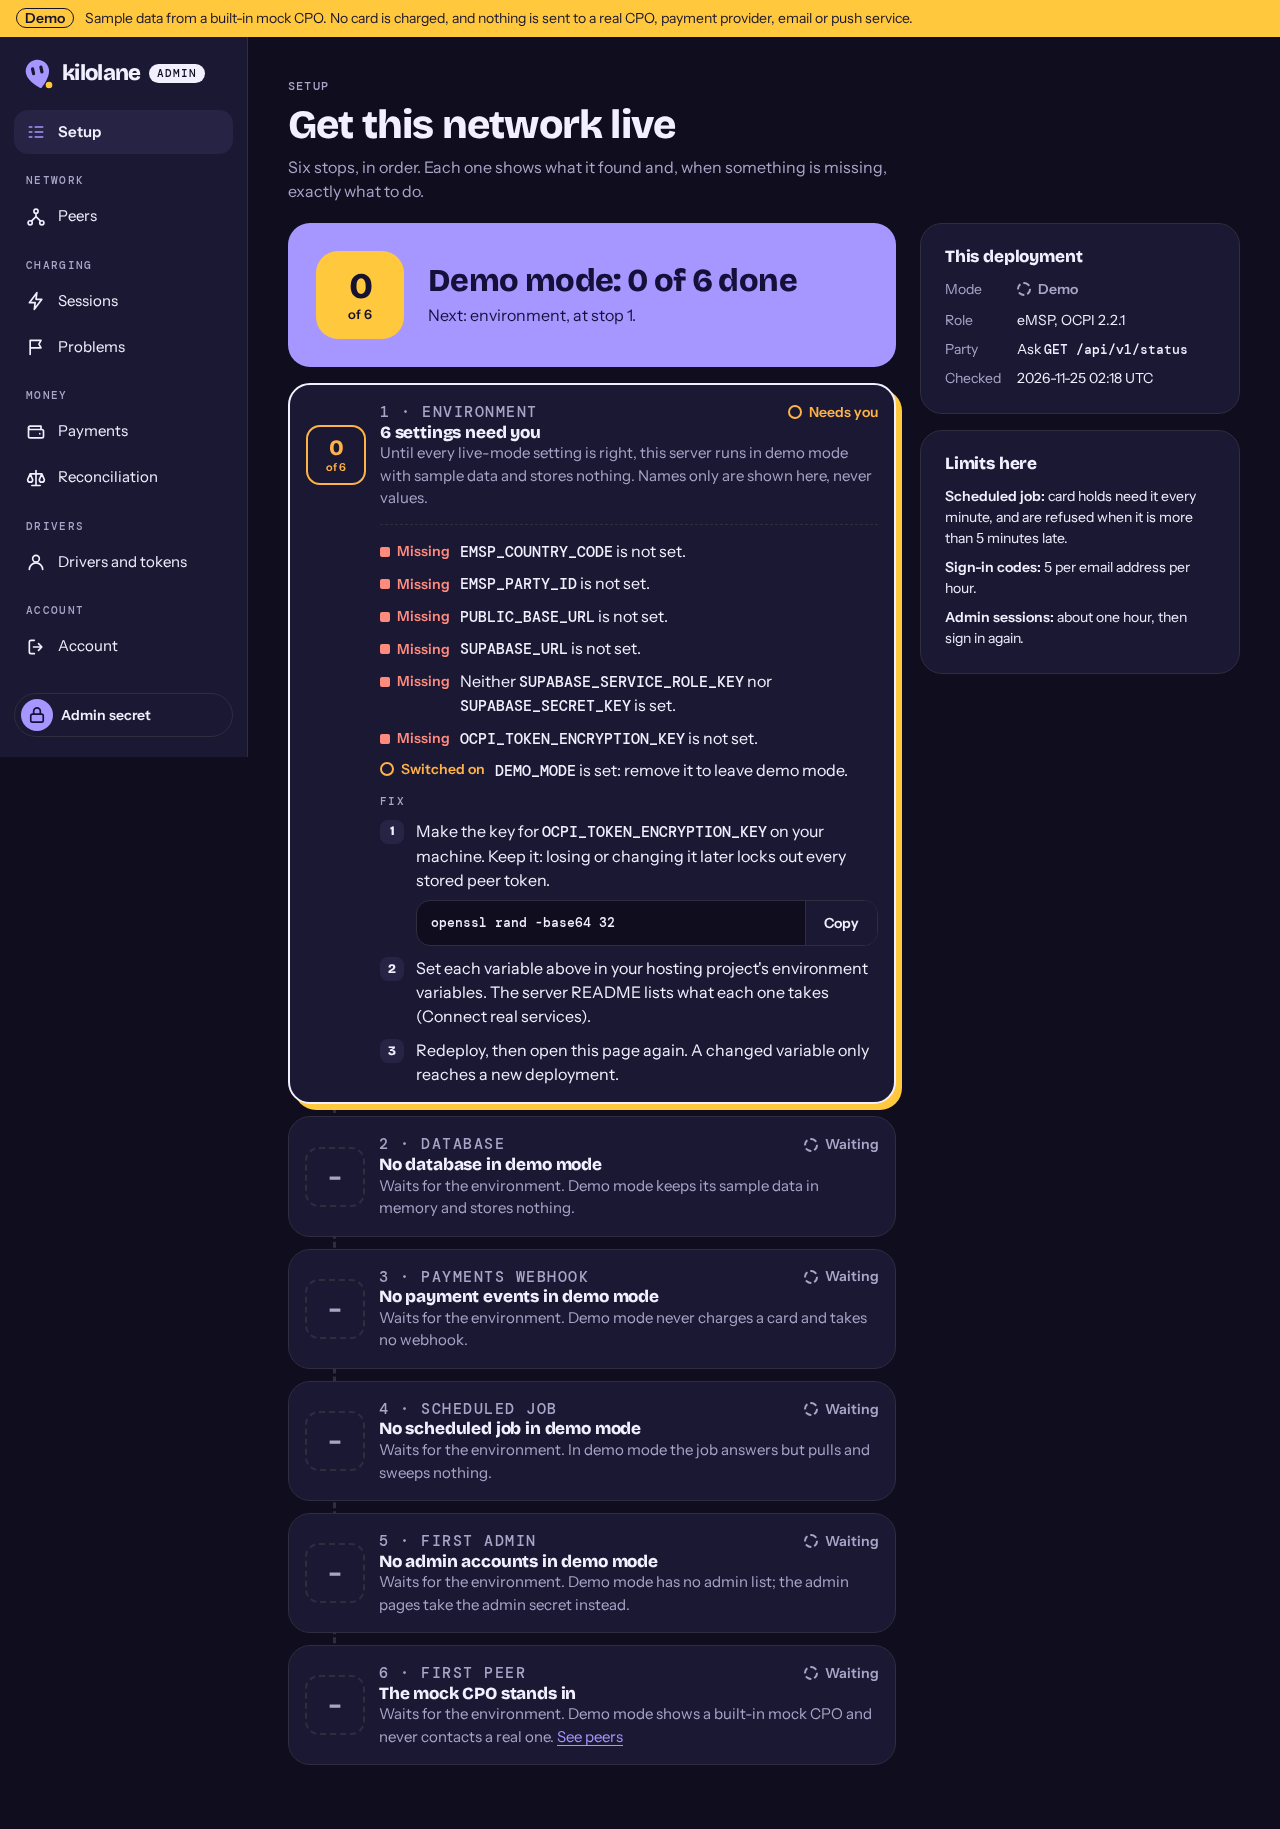 Demo Sample data from a built-in mock CPO. No card is charged, and nothing is sent to a real CPO, payment provider, email or push service.
kilolane ADMIN
Setup
NETWORK
Peers
CHARGING
Sessions
Problems
MONEY
Payments
Reconciliation
DRIVERS
Drivers and tokens
ACCOUNT
Account
Admin secret
SETUP
Get this network live
Six stops, in order. Each one shows what it found and, when something is missing,
exactly what to do.
0
of 6
Demo mode: 0 of 6 done
Next: environment, at stop 1.
0
of 6
1 · ENVIRONMENT
Needs you
6 settings need you
Until every live-mode setting is right, this server runs in demo mode
with sample data and stores nothing. Names only are shown here, never
values.
Missing EMSP_COUNTRY_CODE is not set.
Missing EMSP_PARTY_ID is not set.
Missing PUBLIC_BASE_URL is not set.
Missing SUPABASE_URL is not set.
Missing Neither SUPABASE_SERVICE_ROLE_KEY nor
SUPABASE_SECRET_KEY is set.
Missing OCPI_TOKEN_ENCRYPTION_KEY is not set.
Switched on DEMO_MODE is set: remove it to leave demo mode.
FIX
1 Make the key for OCPI_TOKEN_ENCRYPTION_KEY on your
machine. Keep it: losing or changing it later locks out every
stored peer token.
openssl rand -base64 32 Copy
2 Set each variable above in your hosting project's environment
variables. The server README lists what each one takes
(Connect real services).
3 Redeploy, then open this page again. A changed variable only
reaches a new deployment.
–
2 · DATABASE
Waiting
No database in demo mode
Waits for the environment. Demo mode keeps its sample data in
memory and stores nothing.
–
3 · PAYMENTS WEBHOOK
Waiting
No payment events in demo mode
Waits for the environment. Demo mode never charges a card and takes
no webhook.
–
4 · SCHEDULED JOB
Waiting
No scheduled job in demo mode
Waits for the environment. In demo mode the job answers but pulls and
sweeps nothing.
–
5 · FIRST ADMIN
Waiting
No admin accounts in demo mode
Waits for the environment. Demo mode has no admin list; the admin
pages take the admin secret instead.
–
6 · FIRST PEER
Waiting
The mock CPO stands in
Waits for the environment. Demo mode shows a built-in mock CPO and
never contacts a real one. See peers
This deployment
Mode Demo
Role eMSP, OCPI 2.2.1
Party Ask GET /api/v1/status
Checked 2026-11-25 02:18 UTC
Limits here
Scheduled job: card holds need it every
minute, and are refused when it is more
than 5 minutes late.
Sign-in codes: 5 per email address per
hour.
Admin sessions: about one hour, then
sign in again.